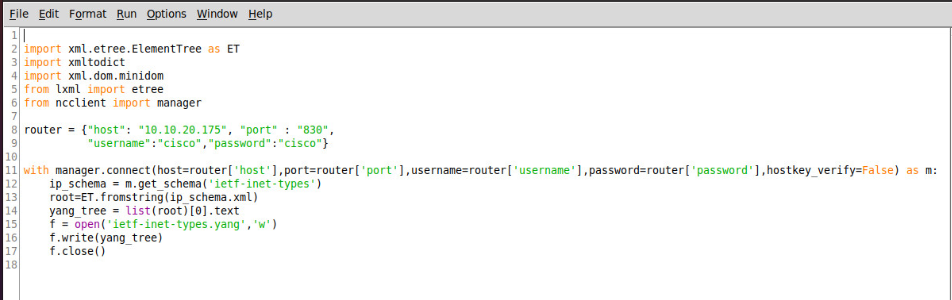 File Edit Format Run Options Window Help
1
2 import xml.etree.ElementTree as ET
3 import xmltodict
4 import xml.dom.minidom
5 from lxml import etree
6 from ncclient import manager
7
8 router = {"host": "10.10.20.175", "port" : "830",
9 "username":"cisco","password":"cisco"}
10
11 with manager.connect(host=router['host'],port=router['port'],username=router['username'],password=router['password'],hostkey_verify=False) as m:
12 ip_schema = m.get_schema('ietf-inet-types')
13 root=ET.fromstring(ip_schema.xml)
14 yang_tree = list(root)[0].text
15 f = open('ietf-inet-types.yang','w')
16 f.write(yang_tree)
17 f.close()
18